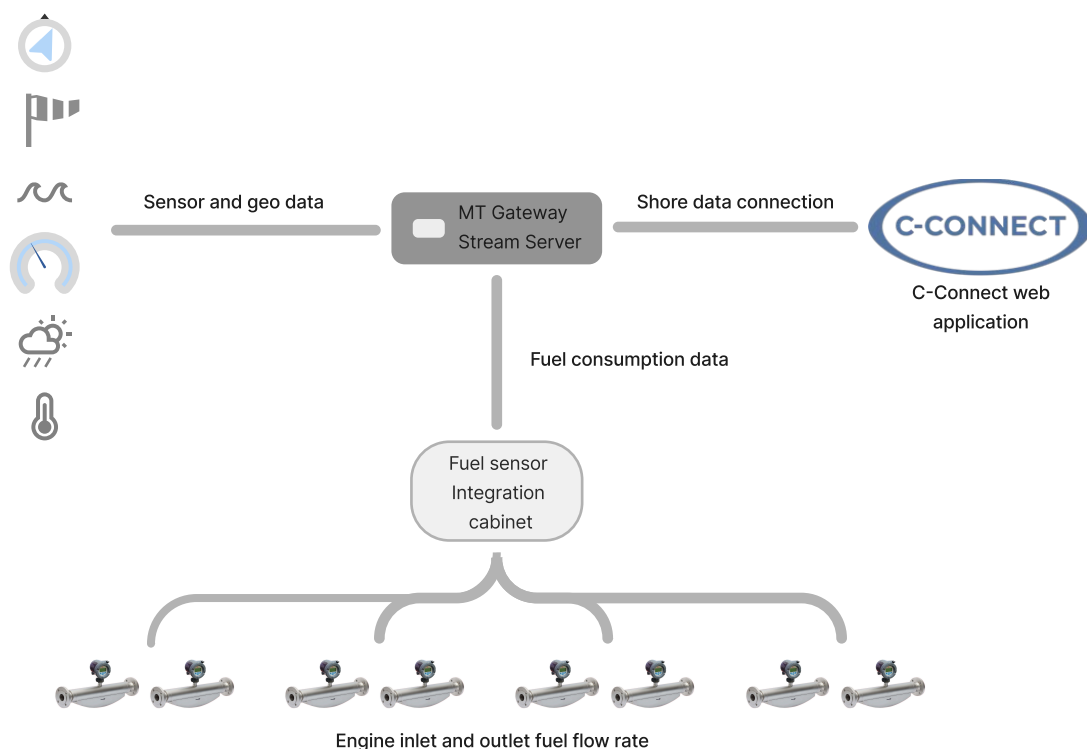 Sensor and geo data
MT Gateway
Stream Server
Shore data connection
C-CONNECT
C-Connect web
application
Fuel consumption data
Fuel sensor
Integration
cabinet
Engine inlet and outlet fuel flow rate